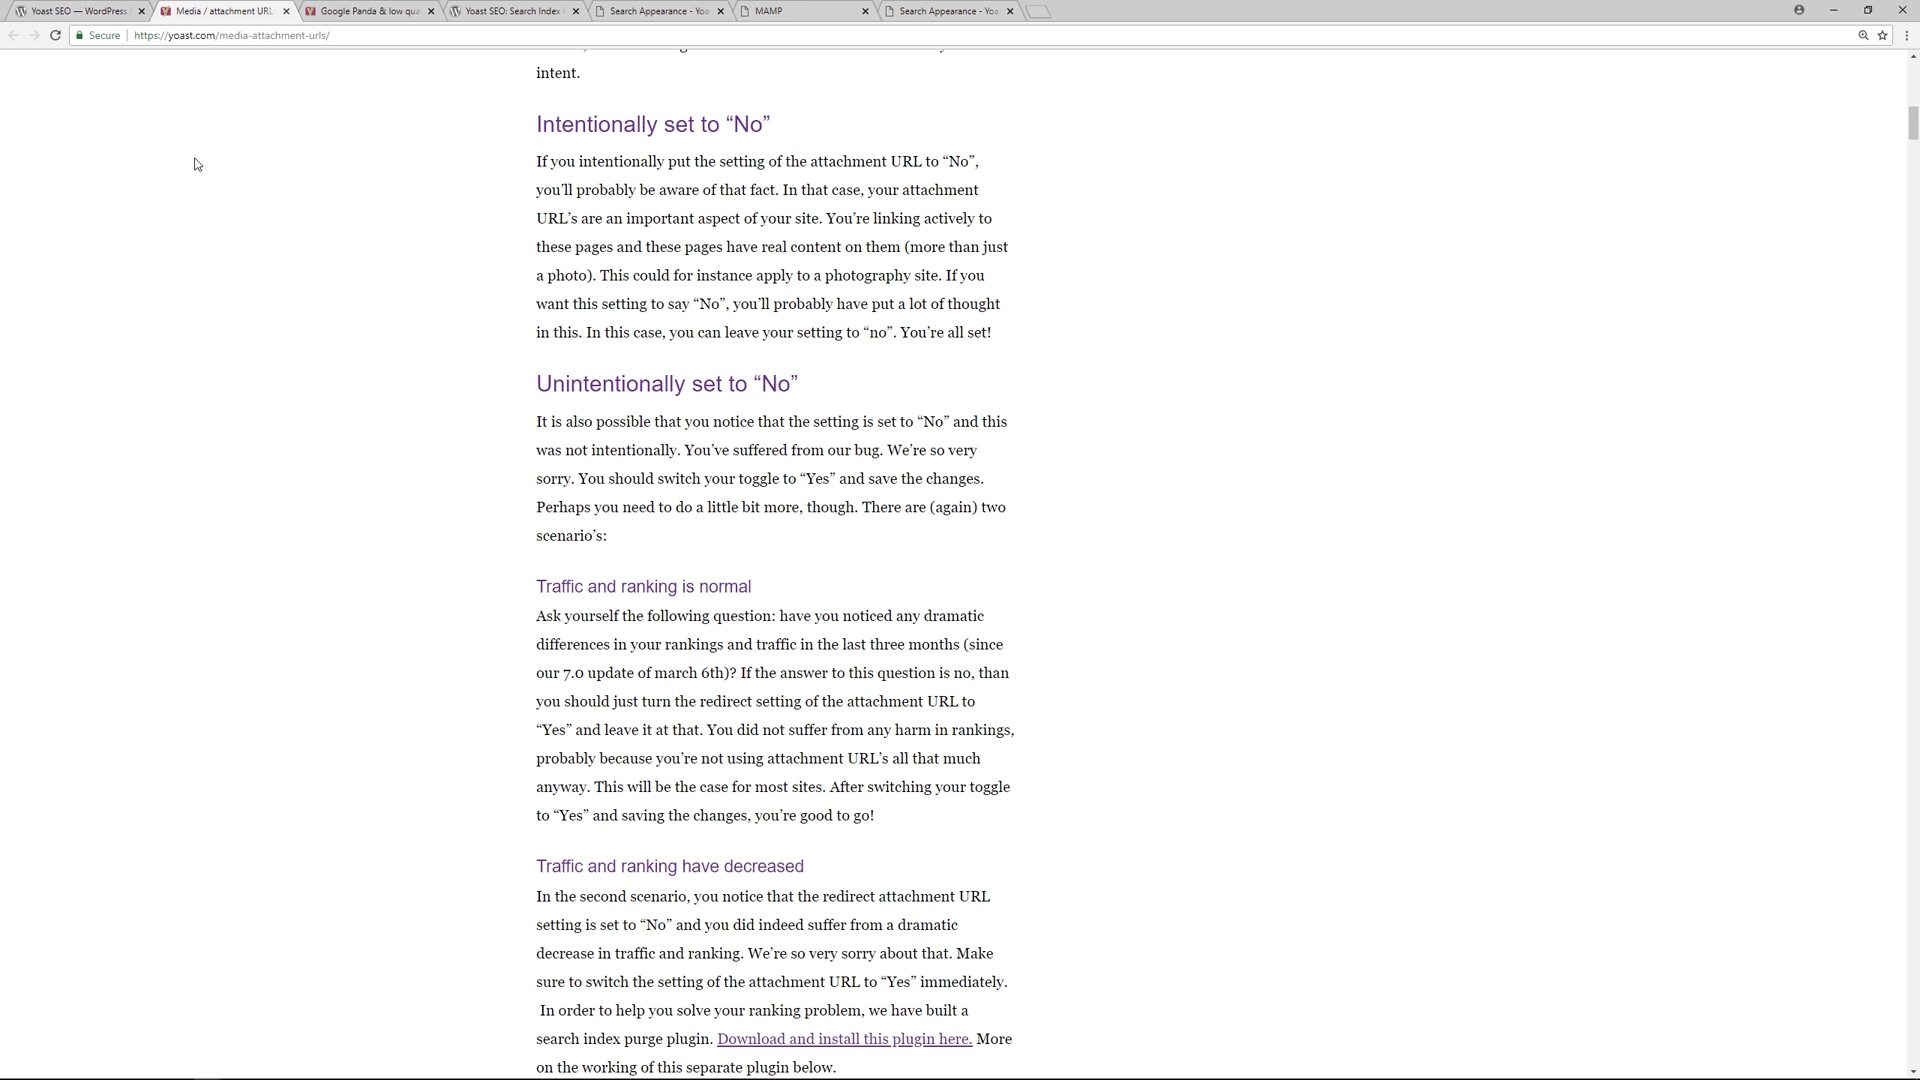 Yoast SEO — WordPress
Media / attachment URL
Google Panda & low qua
Yoast SEO: Search Index
Search Appearance - Yoa
MAMP
Search Appearance - Yoa
Secure
https://yoast.com/media-attachment-urls/
intent.
Intentionally set to “No”
If you intentionally put the setting of the attachment URL to “No”,
you’ll probably be aware of that fact. In that case, your attachment
URL’s are an important aspect of your site. You’re linking actively to
these pages and these pages have real content on them (more than just
a photo). This could for instance apply to a photography site. If you
want this setting to say “No”, you’ll probably have put a lot of thought
in this. In this case, you can leave your setting to “no”. You’re all set!
Unintentionally set to “No”
It is also possible that you notice that the setting is set to “No” and this
was not intentionally. You’ve suffered from our bug. We’re so very
sorry. You should switch your toggle to “Yes” and save the changes.
Perhaps you need to do a little bit more, though. There are (again) two
scenario’s:
Traffic and ranking is normal
Ask yourself the following question: have you noticed any dramatic
differences in your rankings and traffic in the last three months (since
our 7.0 update of march 6th)? If the answer to this question is no, than
you should just turn the redirect setting of the attachment URL to
“Yes” and leave it at that. You did not suffer from any harm in rankings,
probably because you’re not using attachment URL’s all that much
anyway. This will be the case for most sites. After switching your toggle
to “Yes” and saving the changes, you’re good to go!
Traffic and ranking have decreased
In the second scenario, you notice that the redirect attachment URL
setting is set to “No” and you did indeed suffer from a dramatic
decrease in traffic and ranking. We’re so very sorry about that. Make
sure to switch the setting of the attachment URL to “Yes” immediately.
In order to help you solve your ranking problem, we have built a
search index purge plugin. Download and install this plugin here. More
on the working of this separate plugin below.